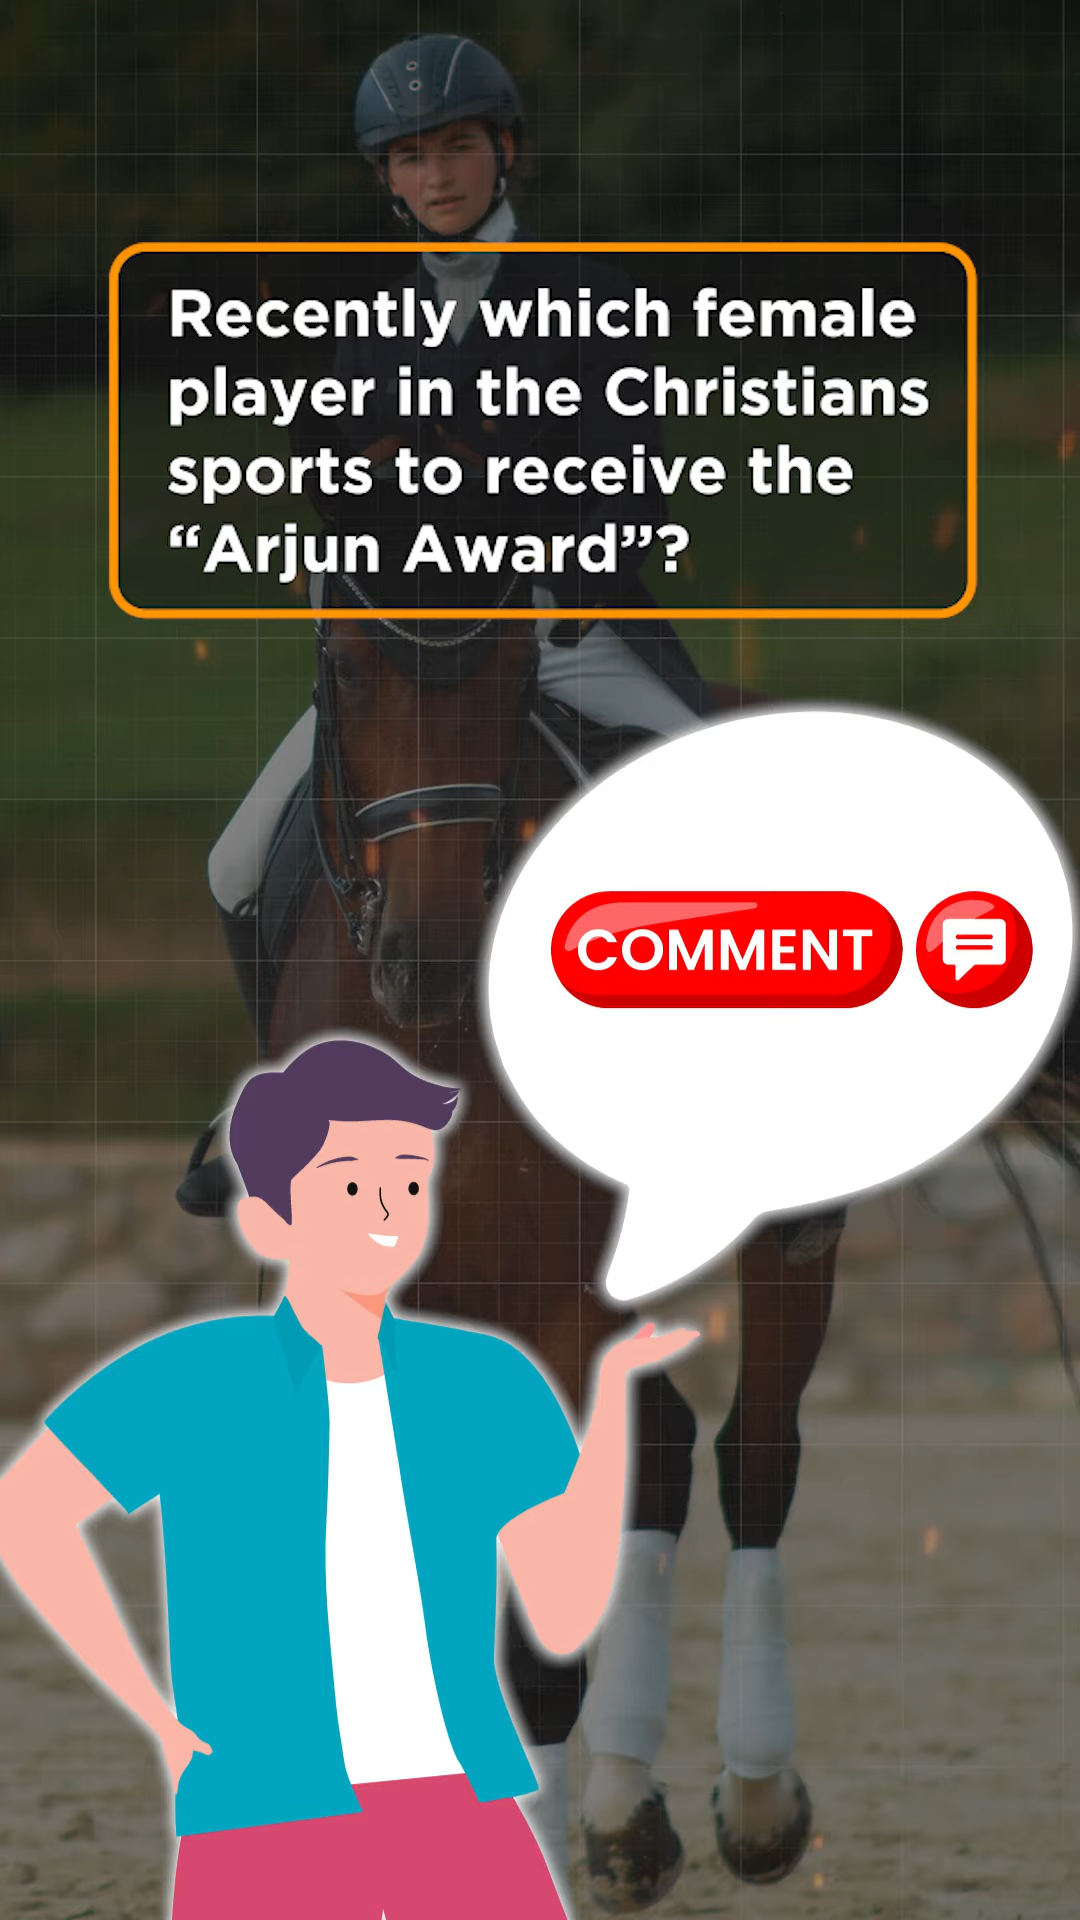 Recently which female
player in the Christians
sports to receive the
“Arjun Award”?
COMMENT